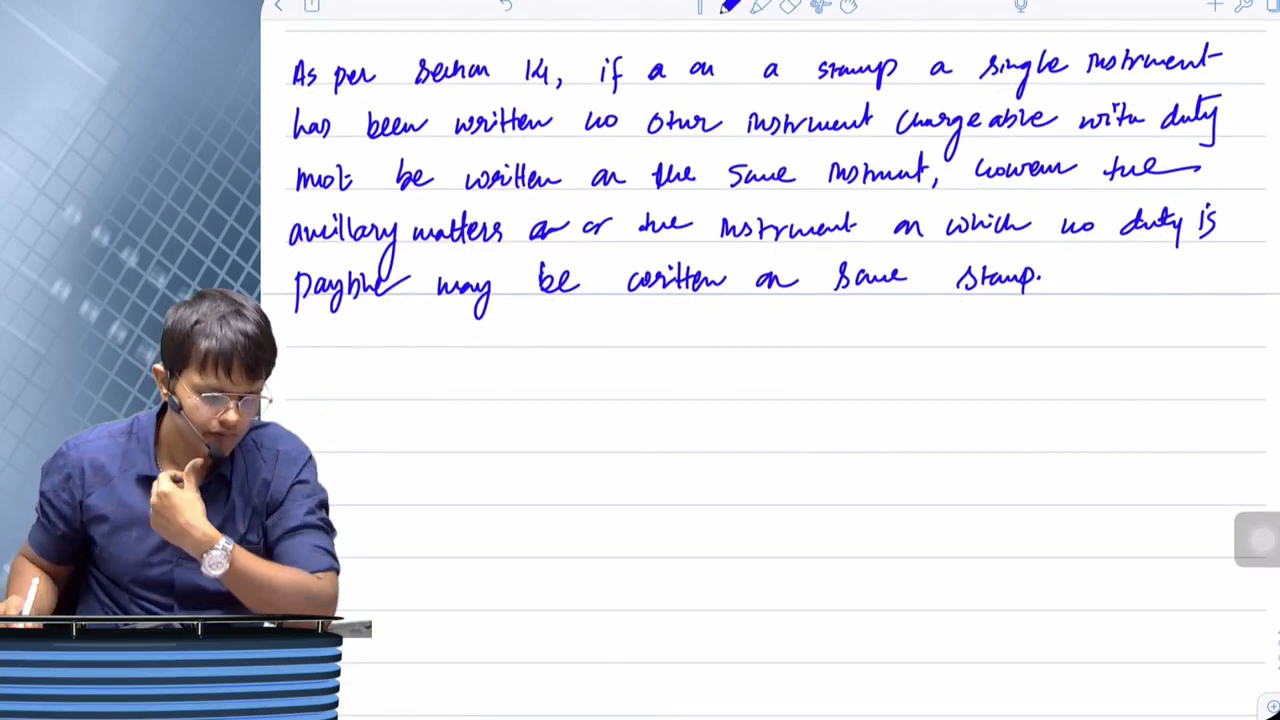 As per section 14, if a on a stamp a single instrument
has been written no other instrument chargeable with duty
must be written on the same instrument, however the
ancillary matters or or the instrument on which no duty is
payble may be written on same stamp.